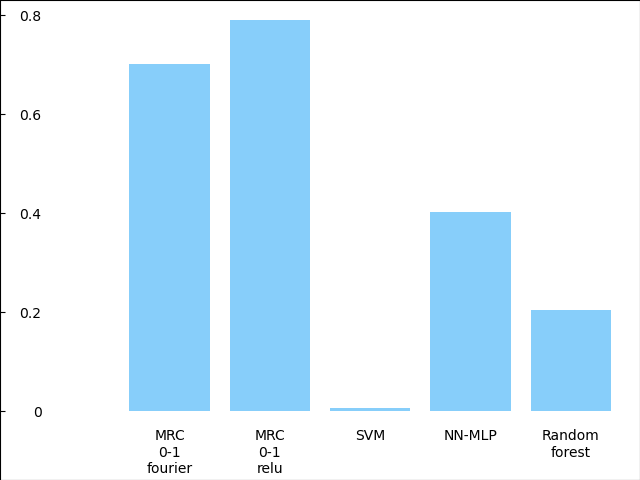 0.8
0.6
0.4
0.2
0
MRC
0-1
fourier
MRC
0-1
relu
SVM
NN-MLP
Random
forest